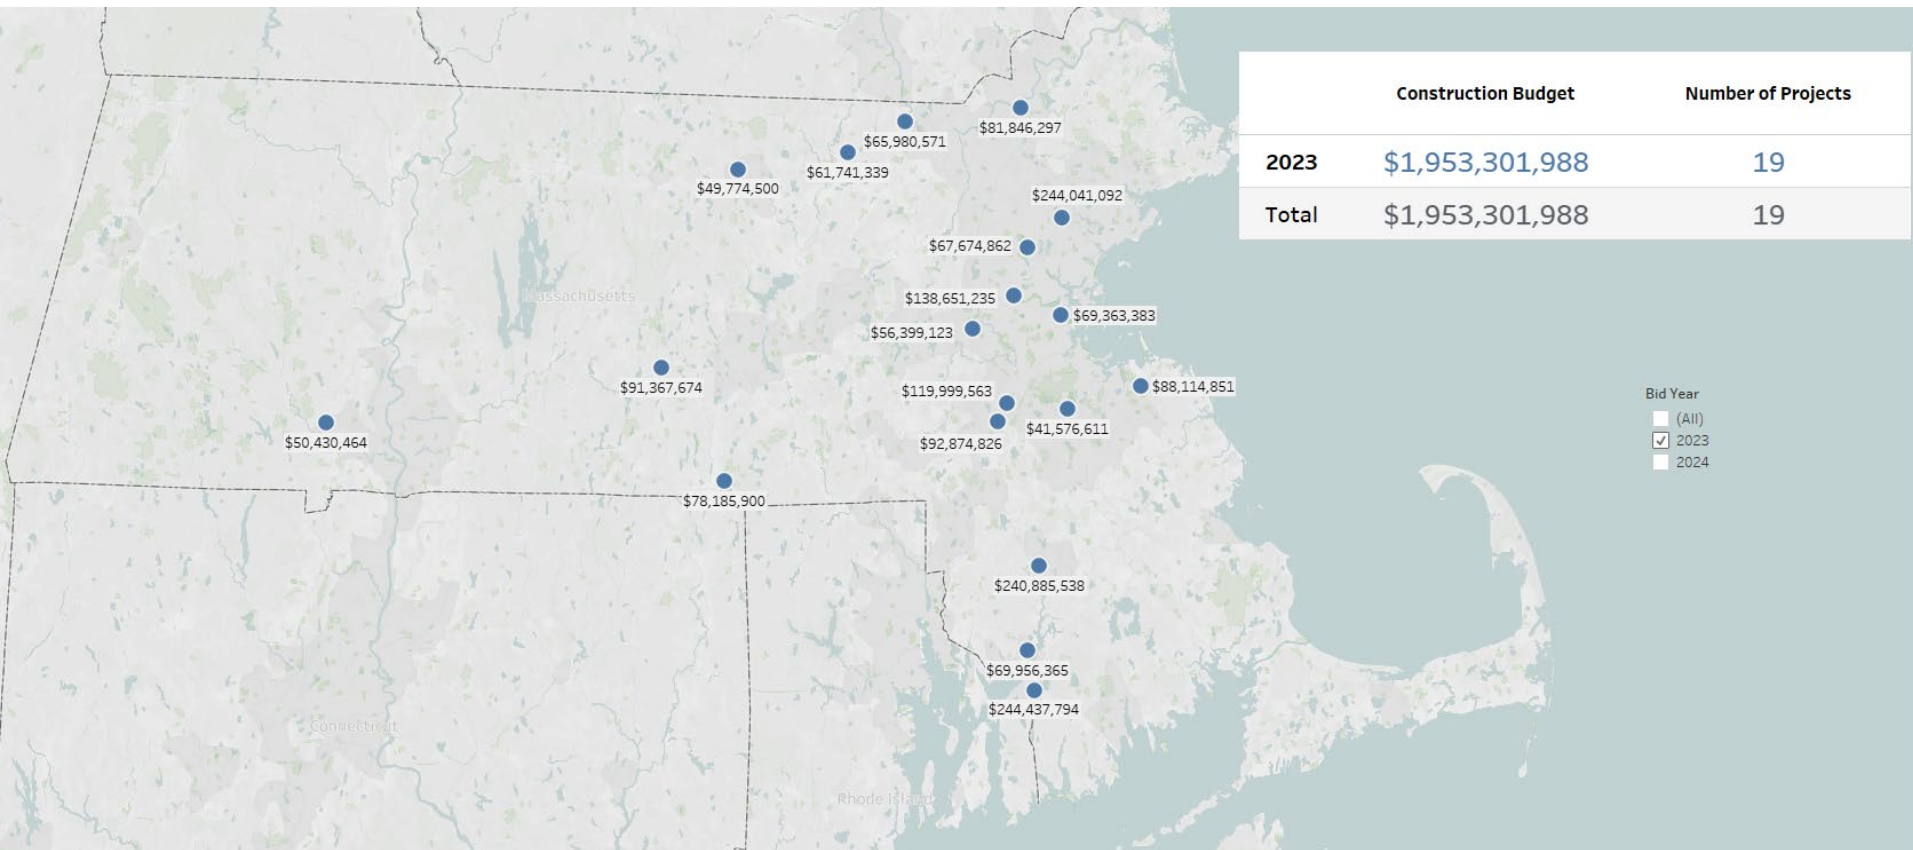 Construction Budget Number of Projects
2023 $1,953,301,988 19
Total $1,953,301,988 19
$81,846,297
$65,980,571
$61,741,339
$49,774,500
$244,041,092
$67,674,862
Massachusetts
$138,651,235
$69,363,383
$56,399,123
$91,367,674
$88,114,851
$119,999,563
$50,430,464
$41,576,611
$92,874,826
$78,185,900
Bid Year
(All)
2023
2024
$240,885,538
$69,956,365
$244,437,794
Connecticut
Rhode Island